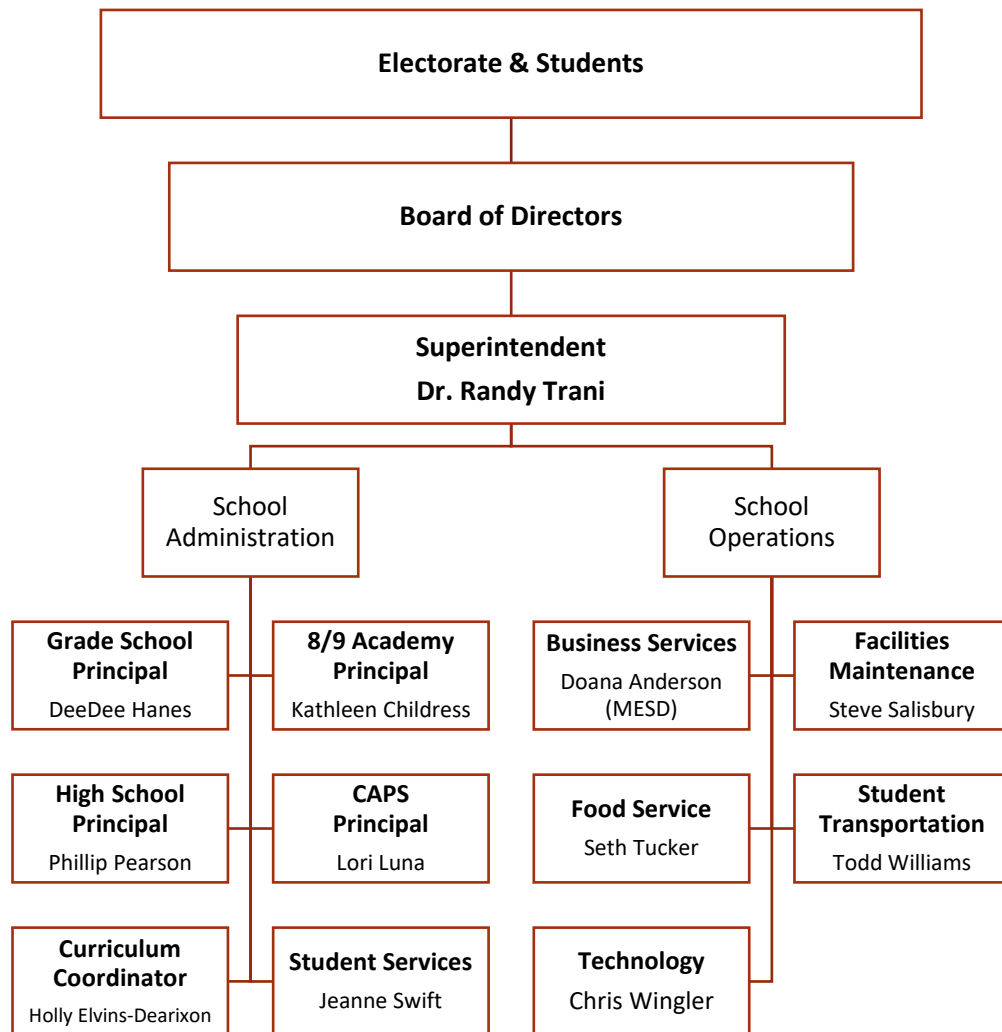 Electorate & Students
Board of Directors
Superintendent
Dr. Randy Trani
School
Administration
School
Operations
Grade School
Principal
DeeDee Hanes
8/9 Academy
Principal
Kathleen Childress
Business Services
Doana Anderson
(MESD)
Facilities
Maintenance
Steve Salisbury
High School
Principal
Phillip Pearson
CAPS
Principal
Lori Luna
Food Service
Seth Tucker
Student
Transportation
Todd Williams
Curriculum
Coordinator
Holly Elvins-Dearixon
Student Services
Jeanne Swift
Technology
Chris Wingler